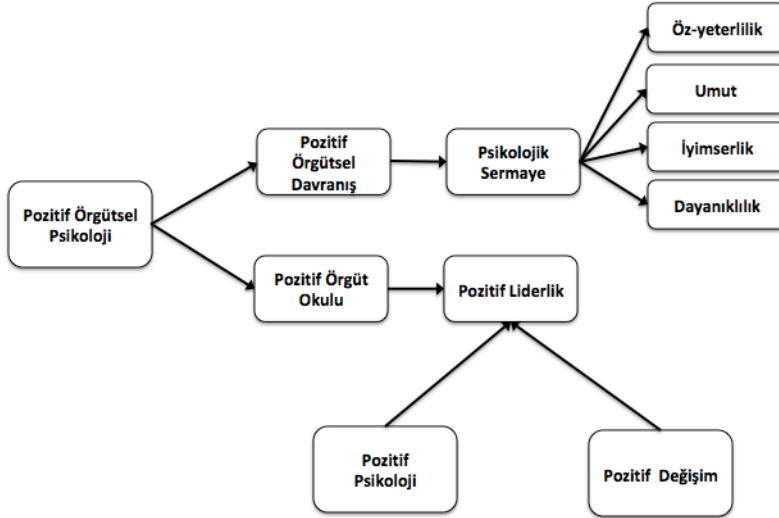 Öz-yeterlilik
Umut
İyimserlik
Dayanıklılık
Pozitif
Örgütsel
Davranış
Psikolojik
Sermaye
Pozitif Örgütsel
Psikoloji
Pozitif Örgüt
Okulu
Pozitif Liderlik
Pozitif
Psikoloji
Pozitif Değişim